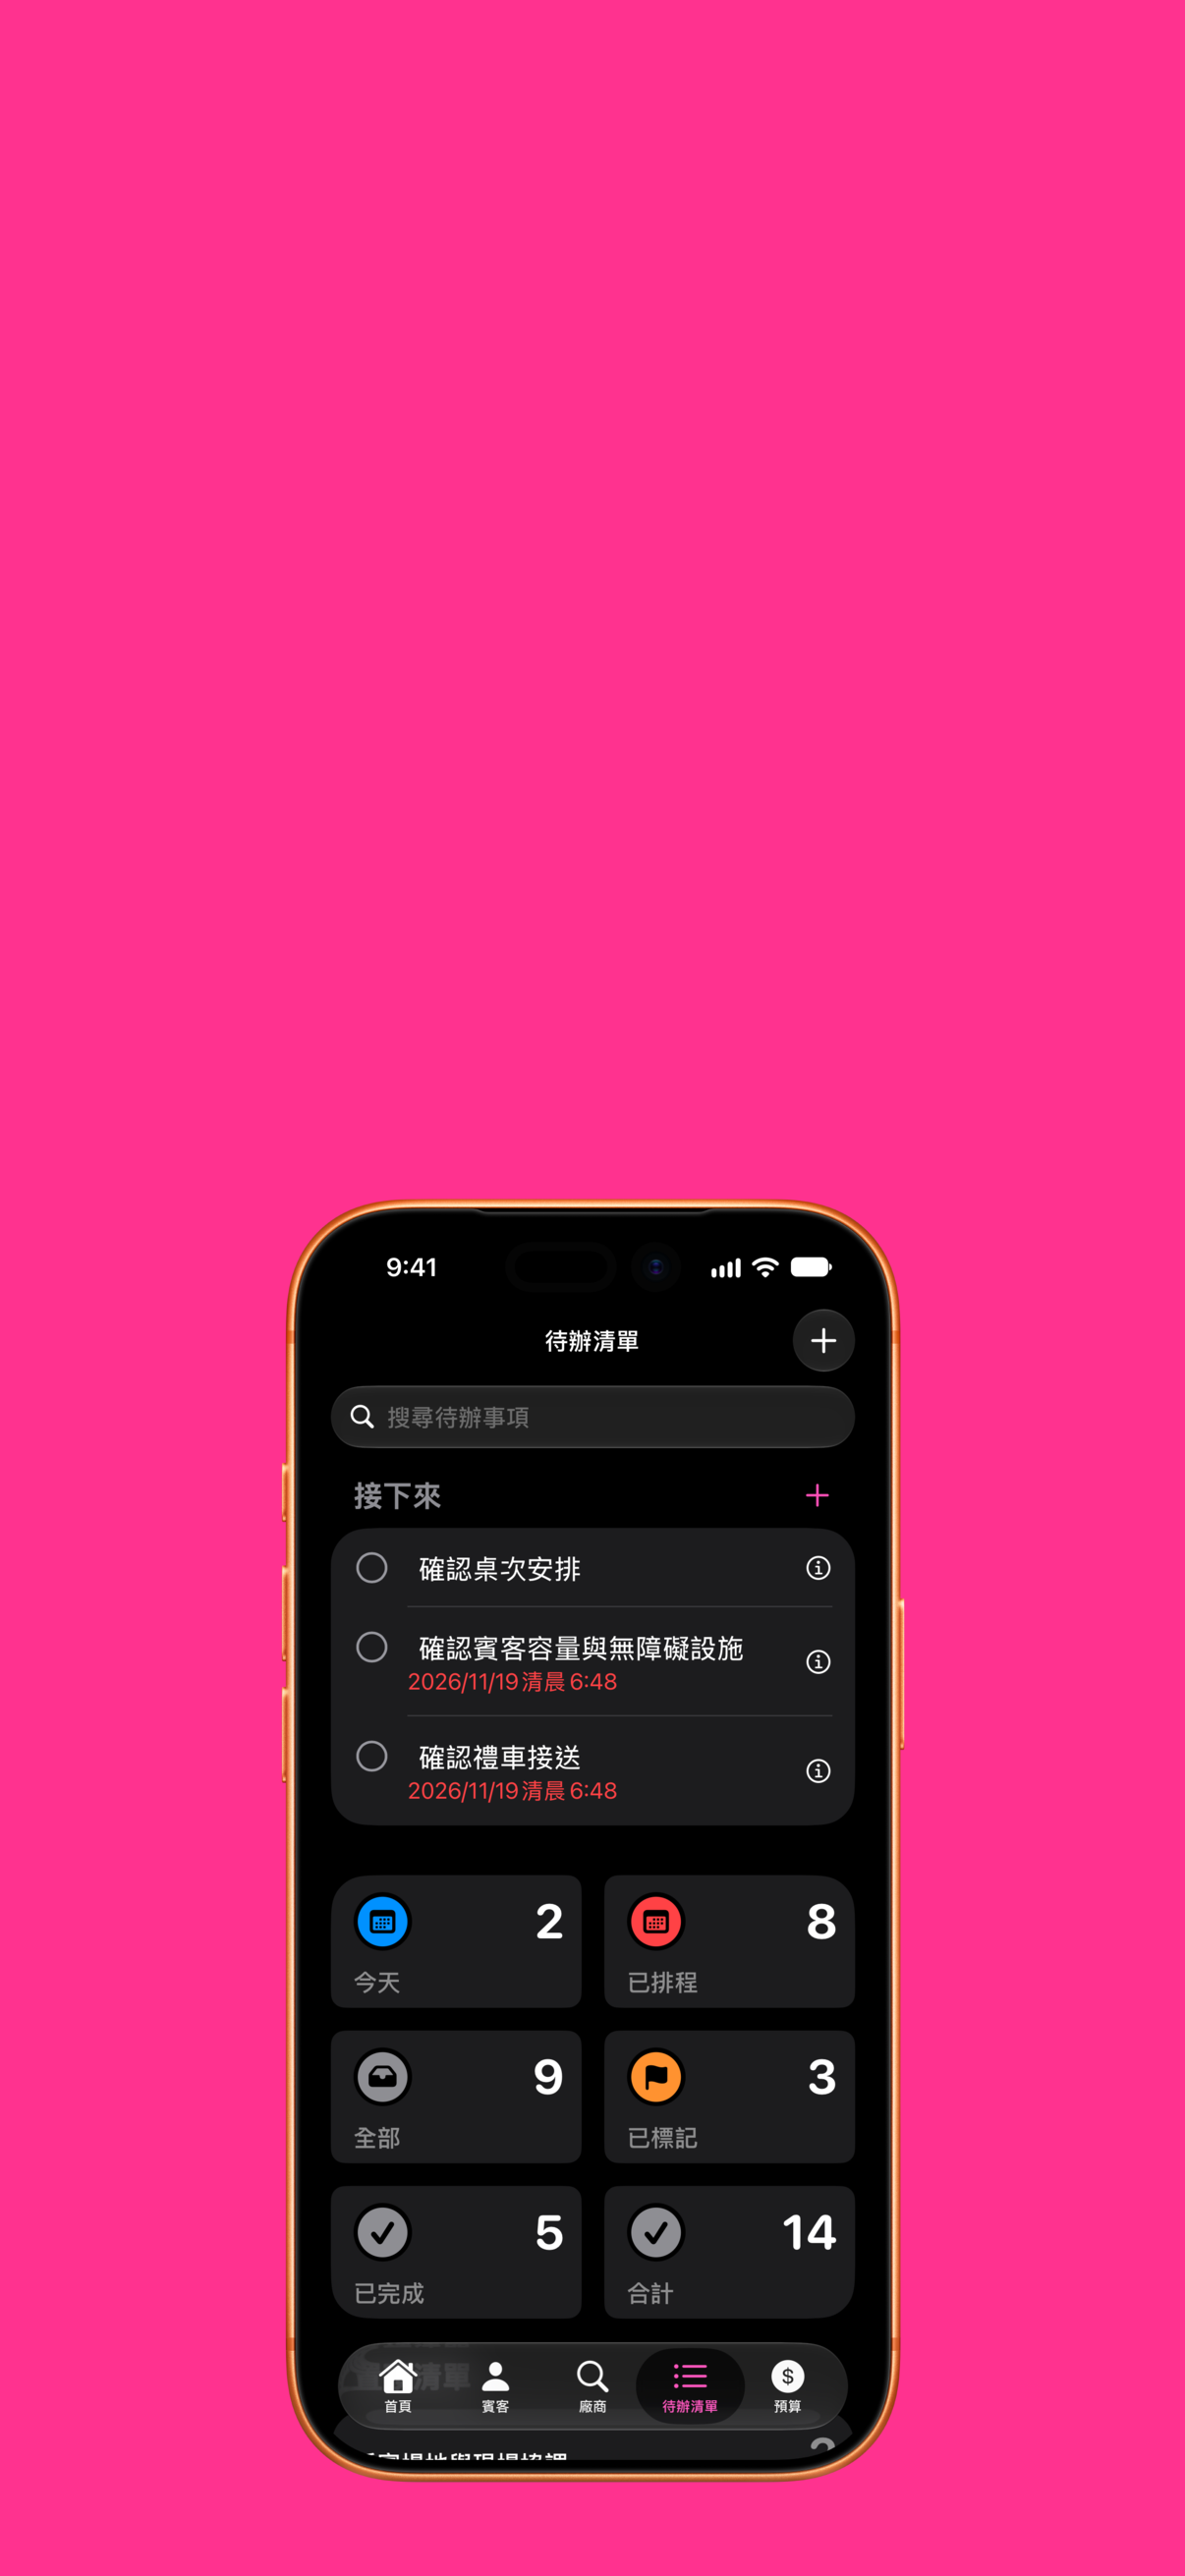 9:41
待辦清單
搜尋待辦事項
接下來
確認桌次安排
確認賓客容量與無障礙設施
2026/11/19 清晨 6:48
確認禮車接送
2026/11/19 清晨 6:48
2
今天
8
已排程
9
全部
3
已標記
5
已完成
14
合計
首頁
賓客
廠商
待辦清單
預算